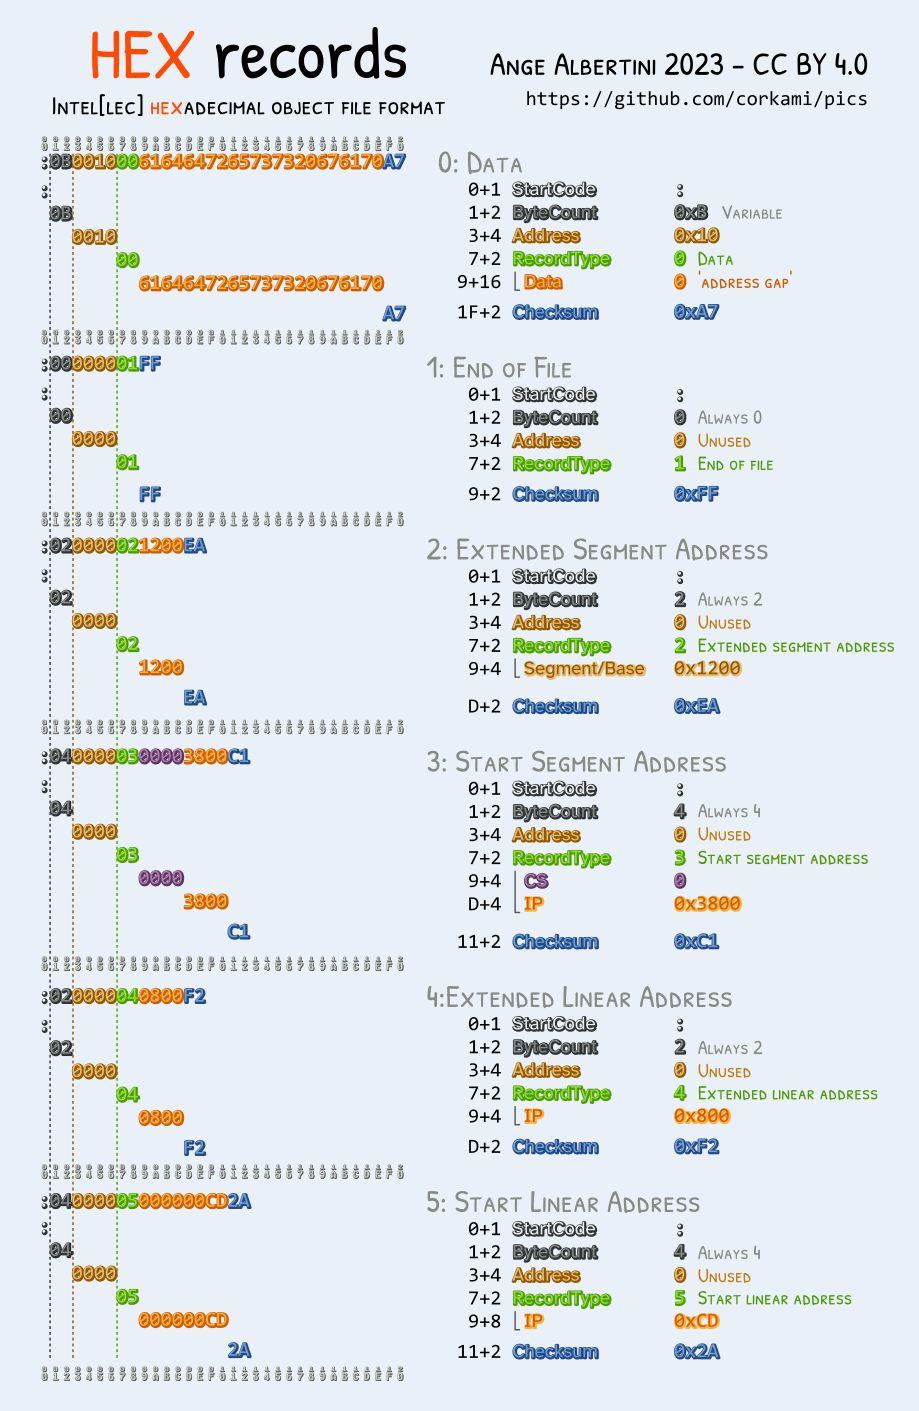 HEX records
Intel[lec] hexadecimal object file format
Ange Albertini 2023 – CC BY 4.0
https://github.com/corkami/pics
000000000000000011111111111111112
0123456789ABCDEF0123456789ABCDEF0
:0B0010006164647265737320676170A7
:
0B
0010
00
6164647265737320676170
A7
0: Data
0+1 StartCode :
1+2 ByteCount 0xB Variable
3+4 Address 0x10
7+2 RecordType 0 Data
9+16 Data 0 'address gap'
1F+2 Checksum 0xA7
000000000000000011111111111111112
0123456789ABCDEF0123456789ABCDEF0
:00000001FF
:
00
0000
01
FF
1: End of File
0+1 StartCode :
1+2 ByteCount 0 Always 0
3+4 Address 0 Unused
7+2 RecordType 1 End of file
9+2 Checksum 0xFF
000000000000000011111111111111112
0123456789ABCDEF0123456789ABCDEF0
:020000021200EA
:
02
0000
02
1200
EA
2: Extended Segment Address
0+1 StartCode :
1+2 ByteCount 2 Always 2
3+4 Address 0 Unused
7+2 RecordType 2 Extended segment address
9+4 Segment/Base 0x1200
D+2 Checksum 0xEA
000000000000000011111111111111112
0123456789ABCDEF0123456789ABCDEF0
:0400000300003800C1
:
04
0000
03
0000
3800
C1
3: Start Segment Address
0+1 StartCode :
1+2 ByteCount 4 Always 4
3+4 Address 0 Unused
7+2 RecordType 3 Start segment address
9+4 CS 0
D+4 IP 0x3800
11+2 Checksum 0xC1
000000000000000011111111111111112
0123456789ABCDEF0123456789ABCDEF0
:020000040800F2
:
02
0000
04
0800
F2
4:Extended Linear Address
0+1 StartCode :
1+2 ByteCount 2 Always 2
3+4 Address 0 Unused
7+2 RecordType 4 Extended linear address
9+4 IP 0x800
D+2 Checksum 0xF2
000000000000000011111111111111112
0123456789ABCDEF0123456789ABCDEF0
:04000005000000CD2A
:
04
0000
05
000000CD
2A
5: Start Linear Address
0+1 StartCode :
1+2 ByteCount 4 Always 4
3+4 Address 0 Unused
7+2 RecordType 5 Start linear address
9+8 IP 0xCD
11+2 Checksum 0x2A
000000000000000011111111111111112
0123456789ABCDEF0123456789ABCDEF0